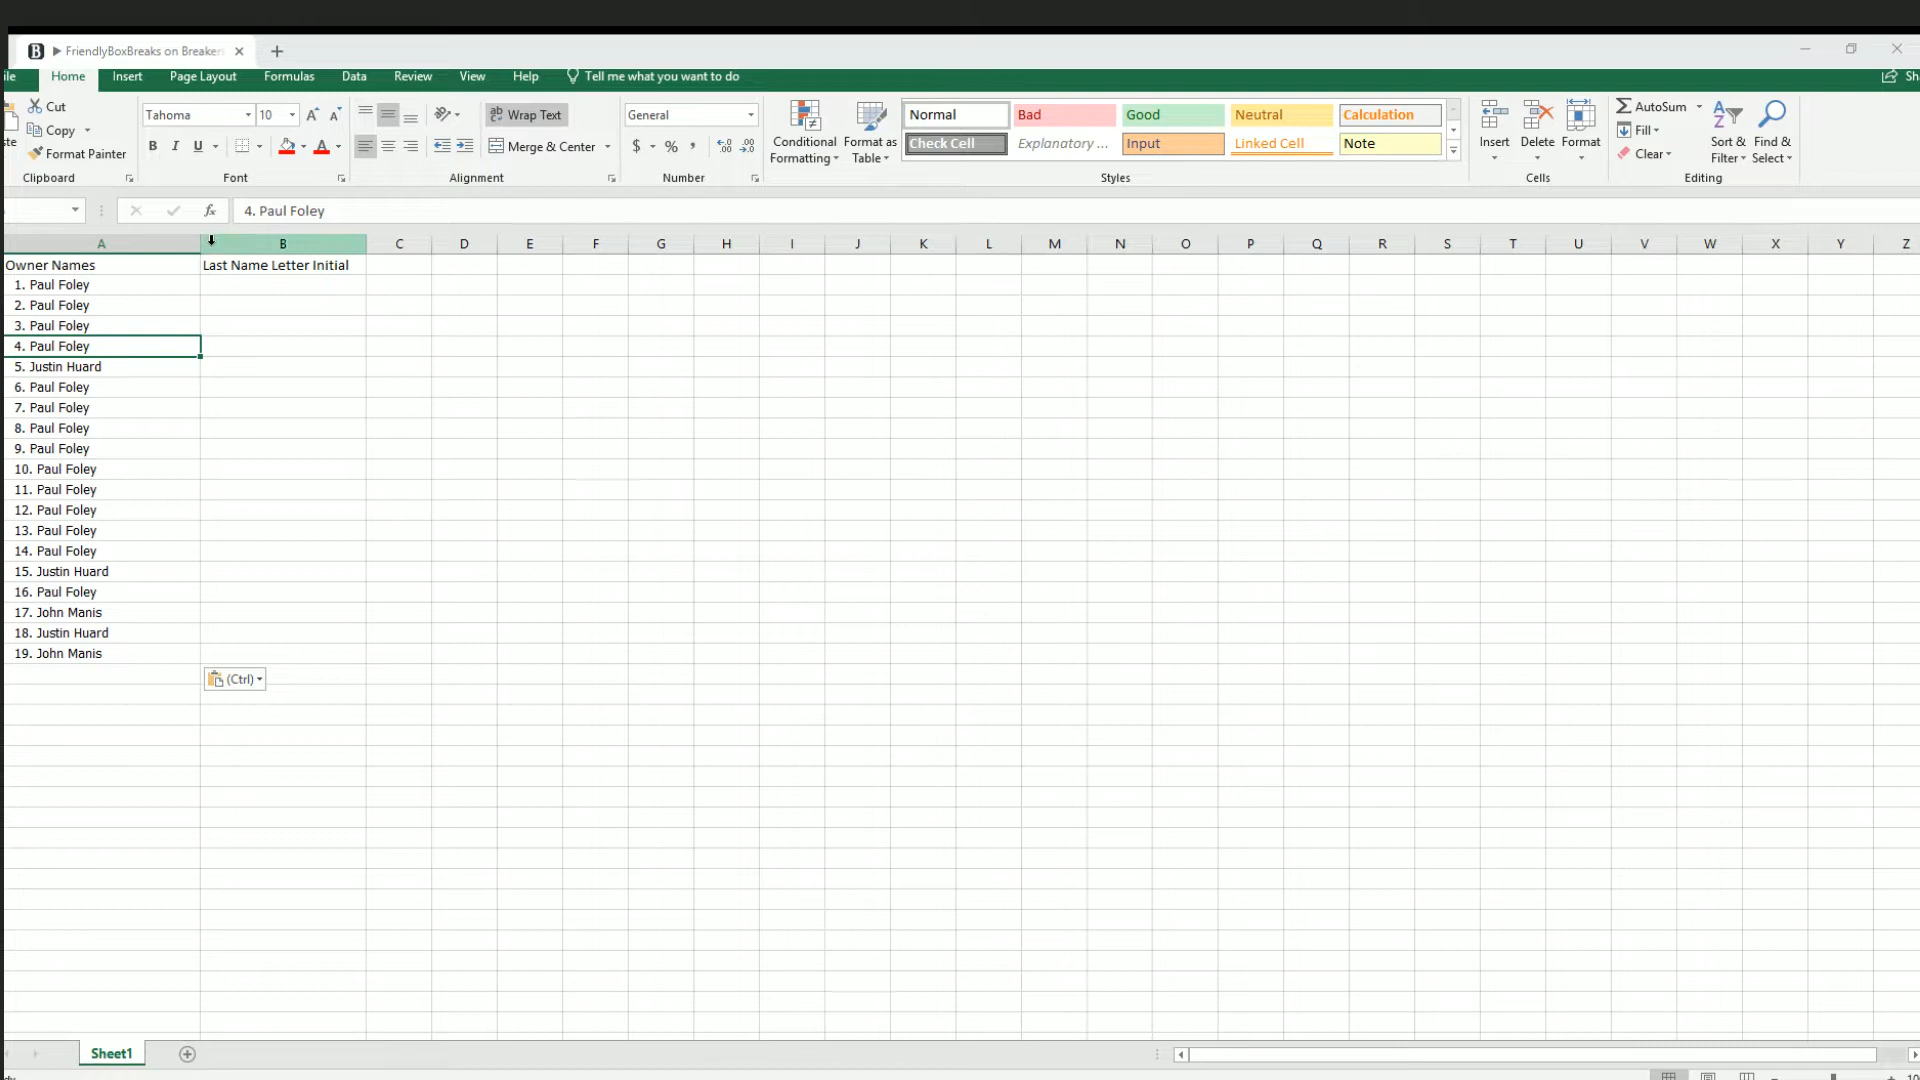 FriendlyBoxBreaks on Breakers
ile Home Insert Page Layout Formulas Data Review View Help Tell me what you want to do Sha
Cut
Copy
ste
Format Painter
Clipboard
Tahoma 10
B I U
Font
Wrap Text
Merge & Center
Alignment
General
$ % ,
Number
Conditional Formatting
Format as Table
Normal Bad Good Neutral Calculation
Check Cell Explanatory ... Input Linked Cell Note
Styles
Insert Delete Format
Cells
AutoSum
Fill
Clear
Sort & Filter
Find & Select
Editing
fx 4. Paul Foley
A B C D E F G H I J K L M N O P Q R S T U V W X Y Z
Owner Names Last Name Letter Initial
1. Paul Foley
2. Paul Foley
3. Paul Foley
4. Paul Foley
5. Justin Huard
6. Paul Foley
7. Paul Foley
8. Paul Foley
9. Paul Foley
10. Paul Foley
11. Paul Foley
12. Paul Foley
13. Paul Foley
14. Paul Foley
15. Justin Huard
16. Paul Foley
17. John Manis
18. Justin Huard
19. John Manis
(Ctrl)
Sheet1